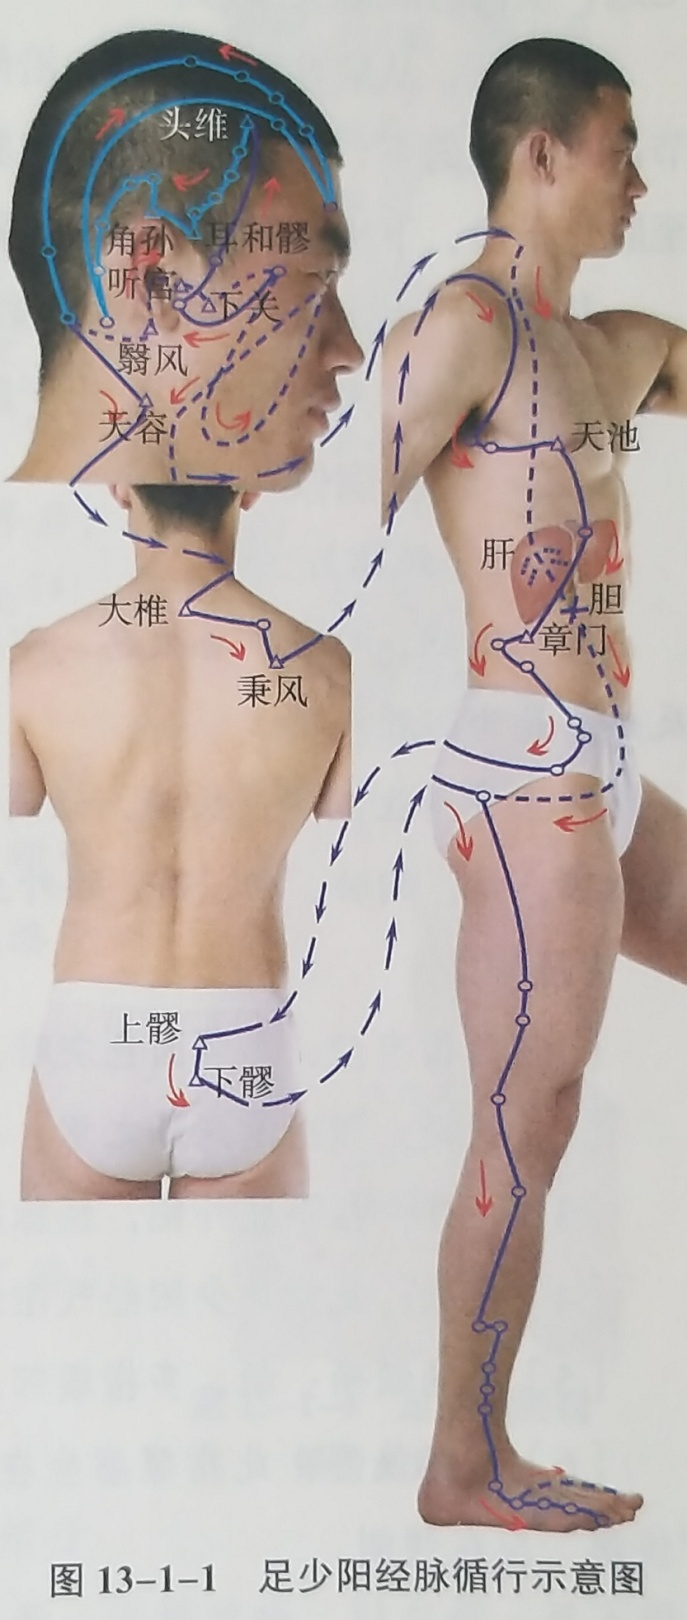 头维
角孙
耳和髎
听宫
下关
翳风
天容
天池
肝
胆
章门
大椎
秉风
上髎
下髎
图 13-1-1 足少阳经脉循行示意图